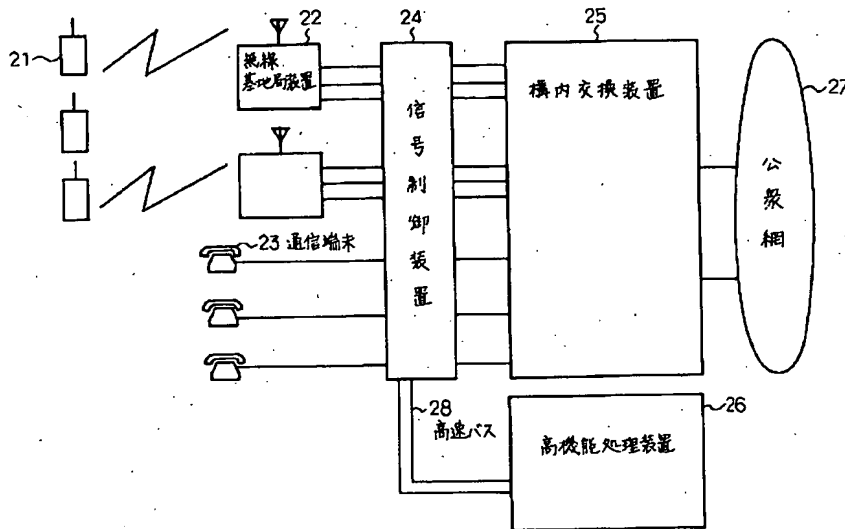 21
22
無線
基地局装置
24
信号制御装置
25
構内交換装置
27
公衆網
23 通信端末
28
高速バス
26
高機能処理装置